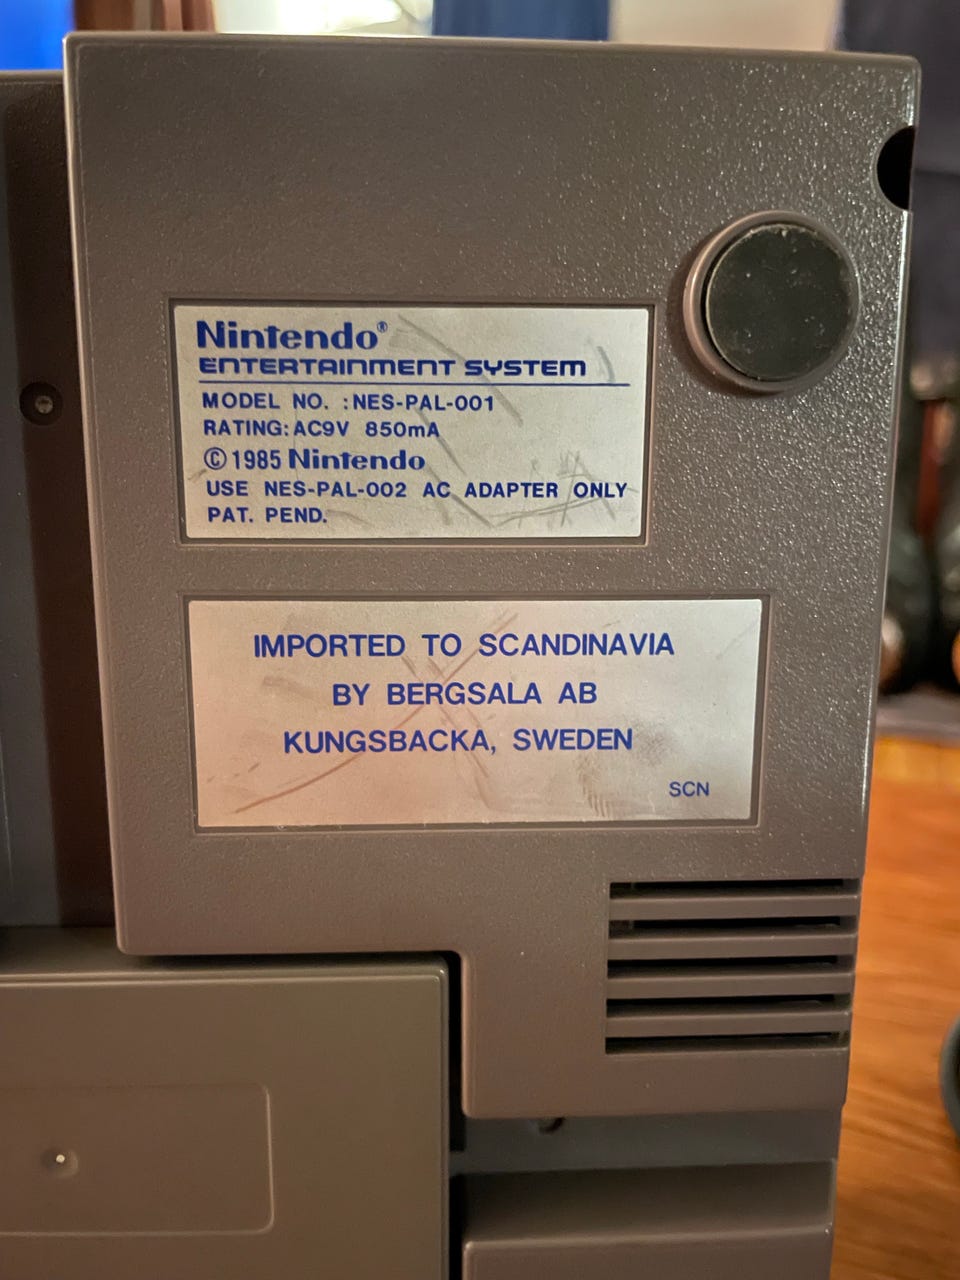 Nintendo®
ENTERTAINMENT SYSTEM
MODEL NO. :NES-PAL-001
RATING:AC9V 850mA
©1985 Nintendo
USE NES-PAL-002 AC ADAPTER ONLY
PAT. PEND.
IMPORTED TO SCANDINAVIA
BY BERGSALA AB
KUNGSBACKA, SWEDEN
SCN